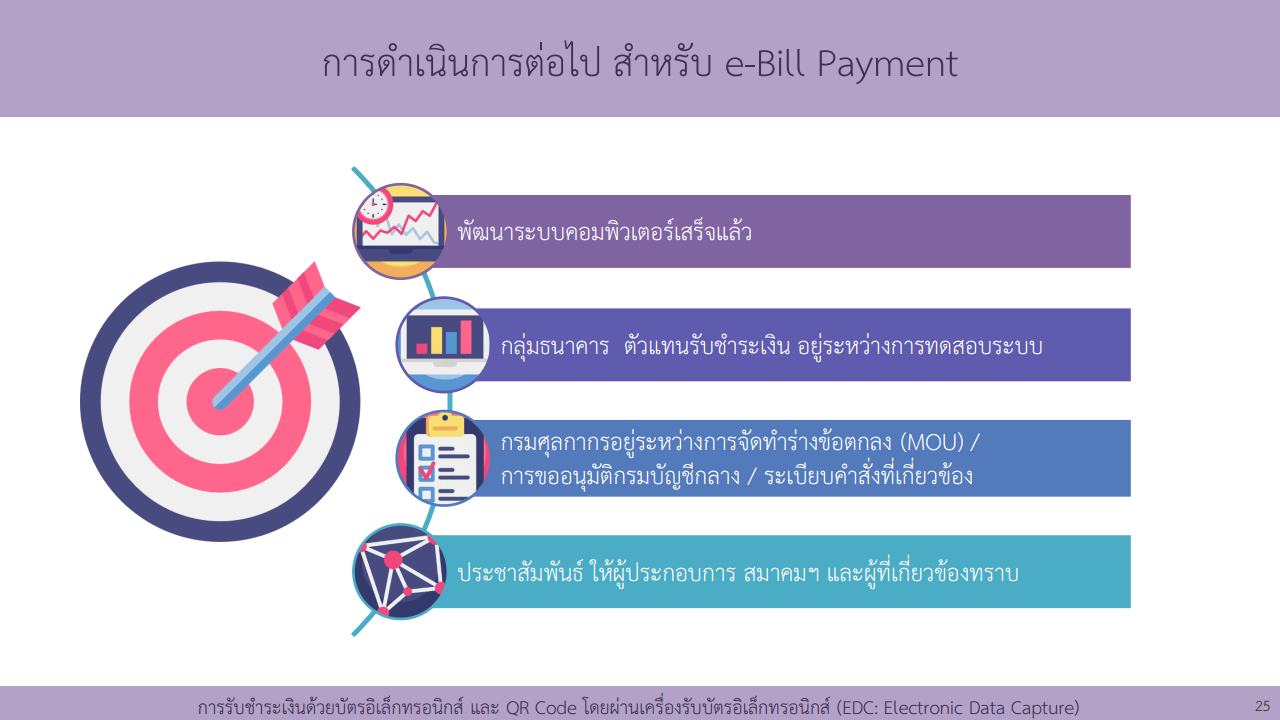 การดำเนินการต่อไป สำหรับ e-Bill Payment
พัฒนาระบบคอมพิวเตอร์เสร็จแล้ว
กลุ่มธนาคาร  ตัวแทนรับชำระเงิน อยู่ระหว่างการทดสอบระบบ
กรมศุลกากรอยู่ระหว่างการจัดทำร่างข้อตกลง (MOU) /
การขออนุมัติกรมบัญชีกลาง / ระเบียบคำสั่งที่เกี่ยวข้อง
ประชาสัมพันธ์ ให้ผู้ประกอบการ สมาคมฯ และผู้ที่เกี่ยวข้องทราบ
การรับชำระเงินด้วยบัตรอิเล็กทรอนิกส์ และ QR Code โดยผ่านเครื่องรับบัตรอิเล็กทรอนิกส์ (EDC: Electronic Data Capture)
25